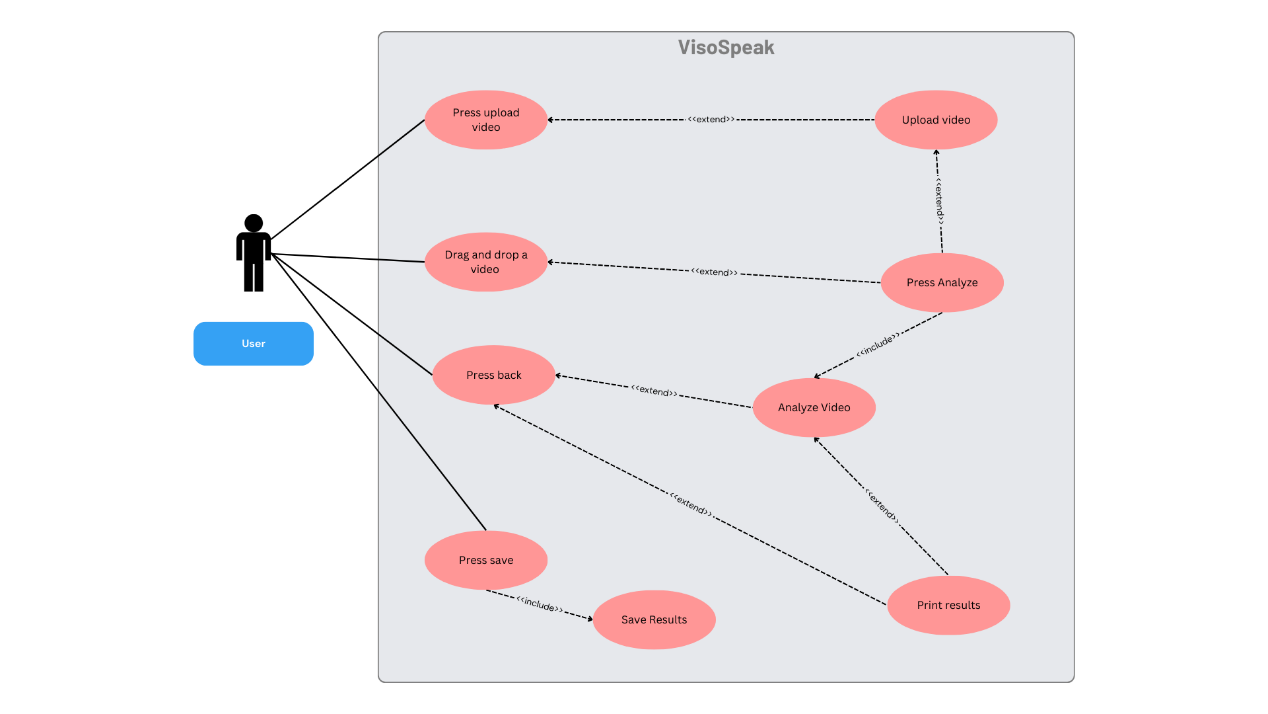 VisoSpeak
Press upload
video
<<extend>>
Upload video
<<extend>>
Drag and drop a
video
<<extend>>
Press Analyze
User
<<include>>
Press back
<<extend>>
Analyze Video
<<extend>>
<<extend>>
Press save
<<include>>
Save Results
Print results